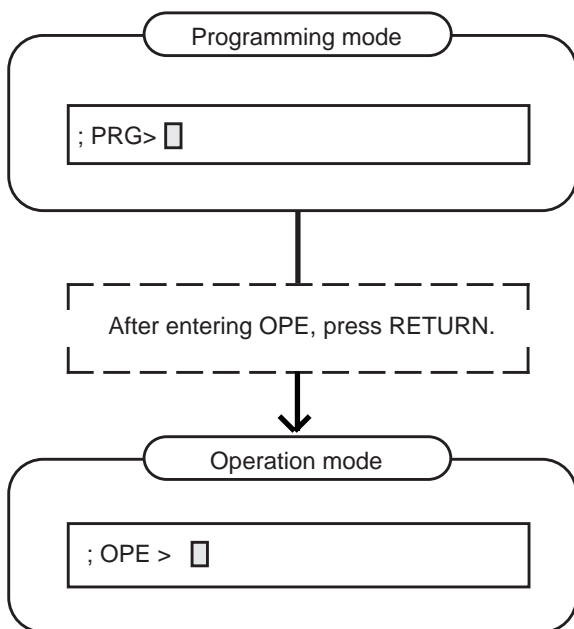 Programming mode
; PRG>
After entering OPE, press RETURN.
Operation mode
; OPE >